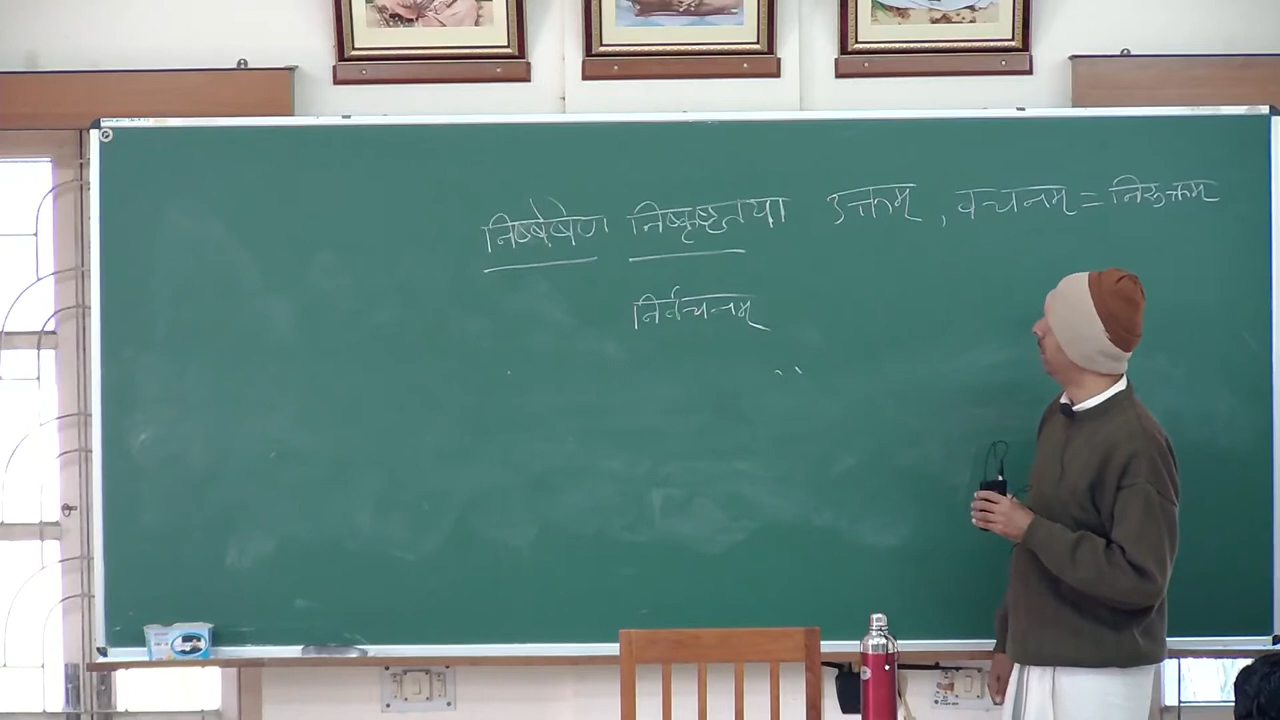 निष्षेषेण निष्कृष्टतया उक्तम् , वचनम् = निरुक्तम्
निर्वचनम्